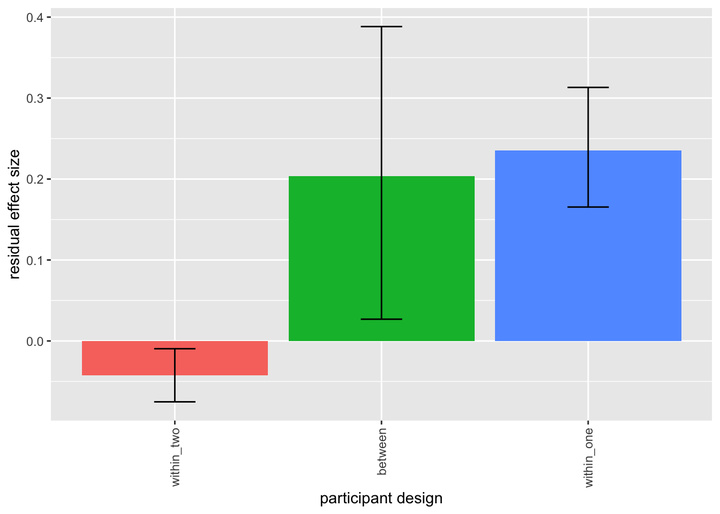 0.4
0.3
0.2
0.1
0.0
residual effect size
within_two
between
within_one
participant design